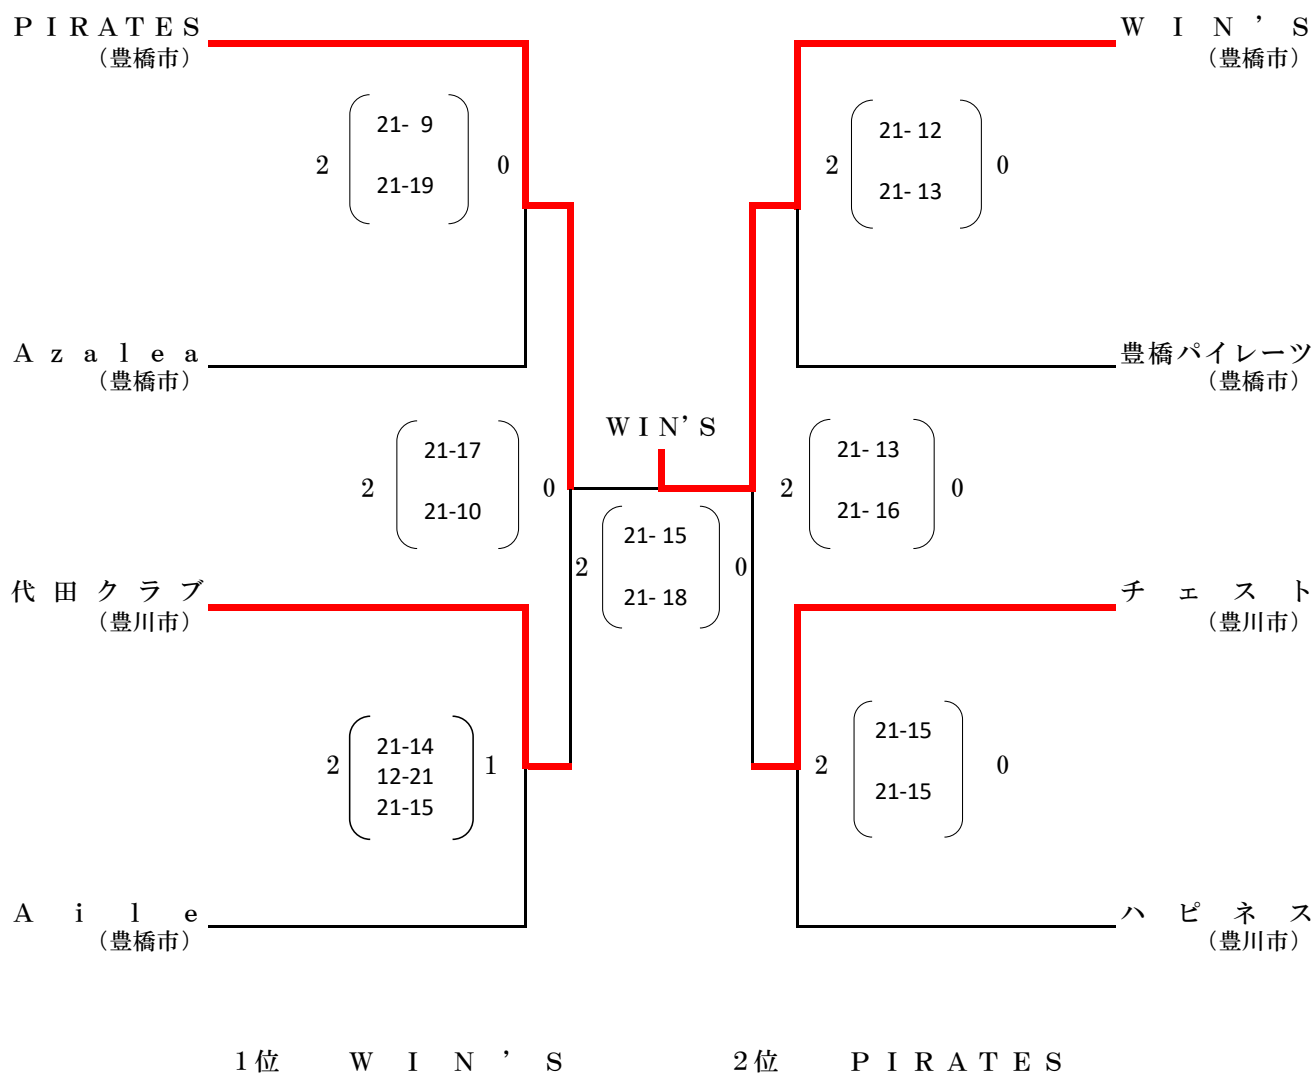 PIRATES
（豊橋市）
WIN’S
（豊橋市）
21- 9
2 0
21-19
21- 12
2 0
21- 13
Azalea
（豊橋市）
豊橋パイレーツ
（豊橋市）
WIN’S
21-17
2 0
21-10
21- 13
2 0
21- 16
21- 15
2 0
21- 18
代田クラブ
（豊川市）
チェスト
（豊川市）
21-14
2 12-21 1
21-15
21-15
2 0
21-15
Aile
（豊橋市）
ハピネス
（豊川市）
1位 WIN’S 2位 PIRATES